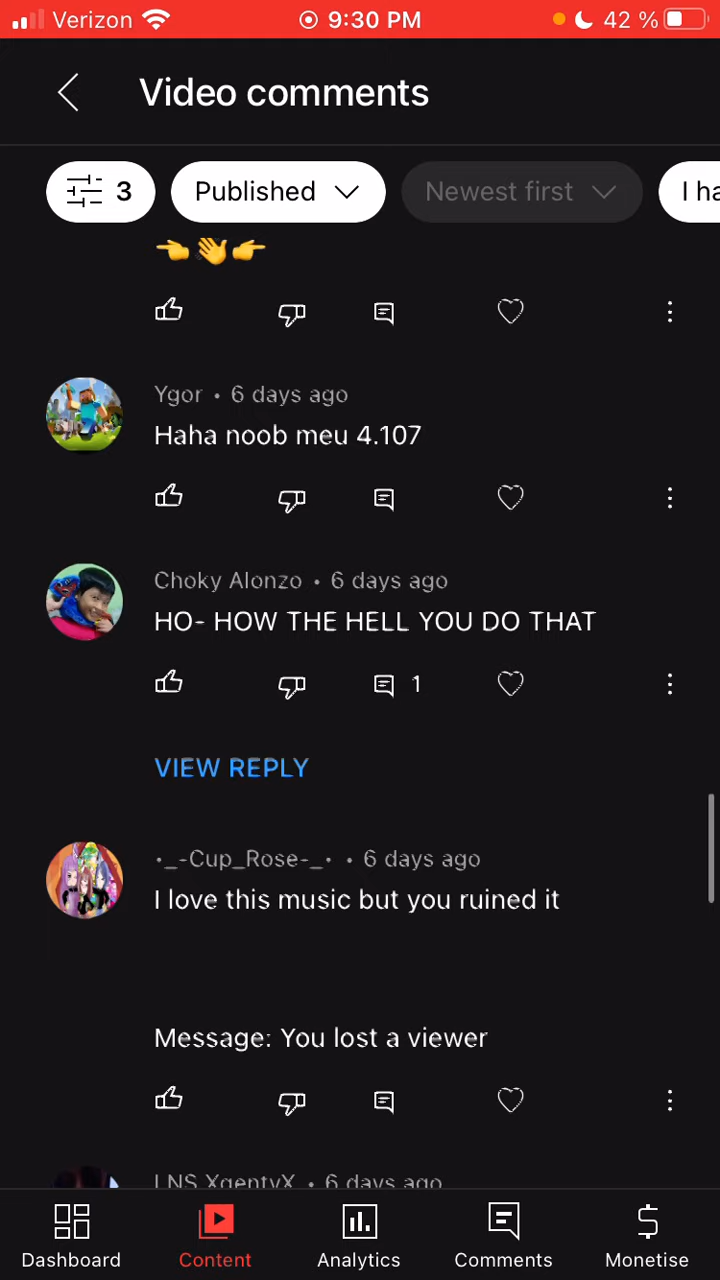 Verizon 9:30 PM 42 %
Video comments
3 Published Newest first I ha
👈👋👉
Ygor • 6 days ago
Haha noob meu 4.107
Choky Alonzo • 6 days ago
HO- HOW THE HELL YOU DO THAT
1
VIEW REPLY
•_-Cup_Rose-_• • 6 days ago
I love this music but you ruined it
Message: You lost a viewer
LNS XgentyX • 6 days ago
Dashboard Content Analytics Comments Monetise